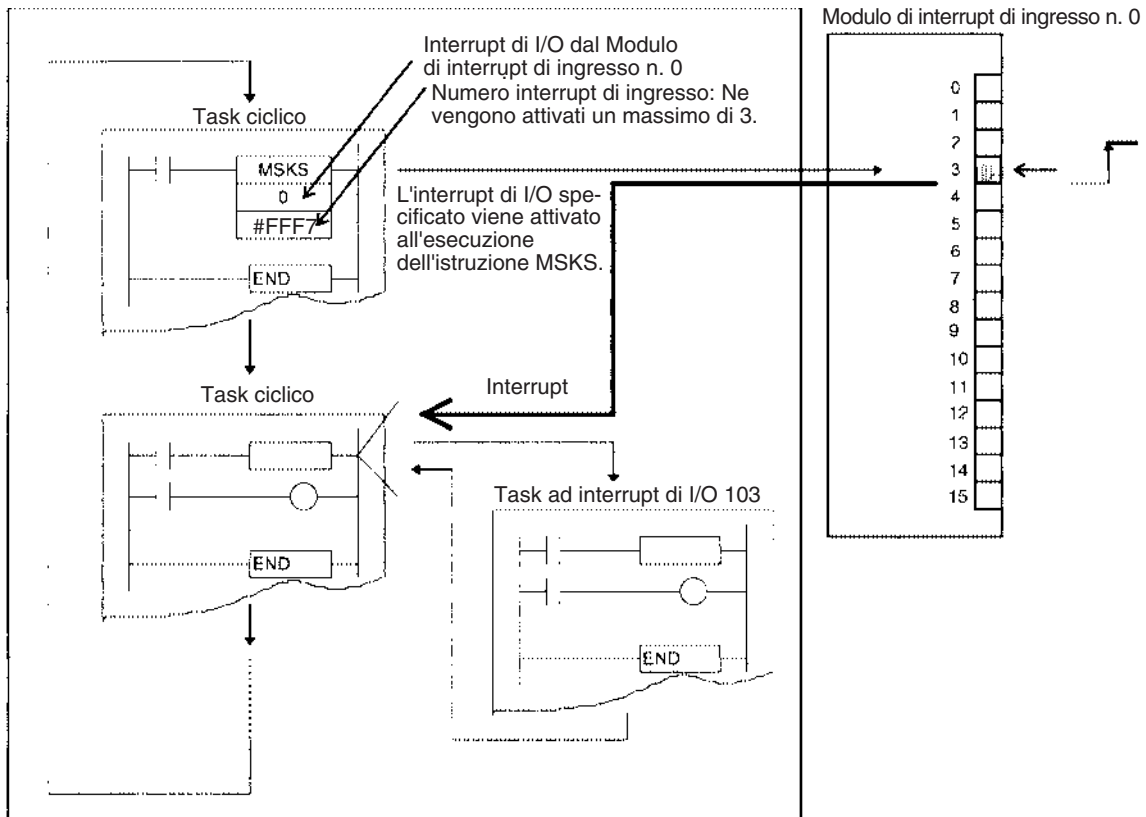 Modulo di interrupt di ingresso n. 0
Interrupt di I/O dal Modulo
di interrupt di ingresso n. 0
Numero interrupt di ingresso: Ne
vengono attivati un massimo di 3.
Task ciclico
MSKS
0
#FFF7
END
L'interrupt di I/O spe-
cificato viene attivato
all'esecuzione
dell'istruzione MSKS.
0
1
2
3
4
5
6
7
8
9
10
11
12
13
14
15
Task ciclico
Interrupt
END
Task ad interrupt di I/O 103
END